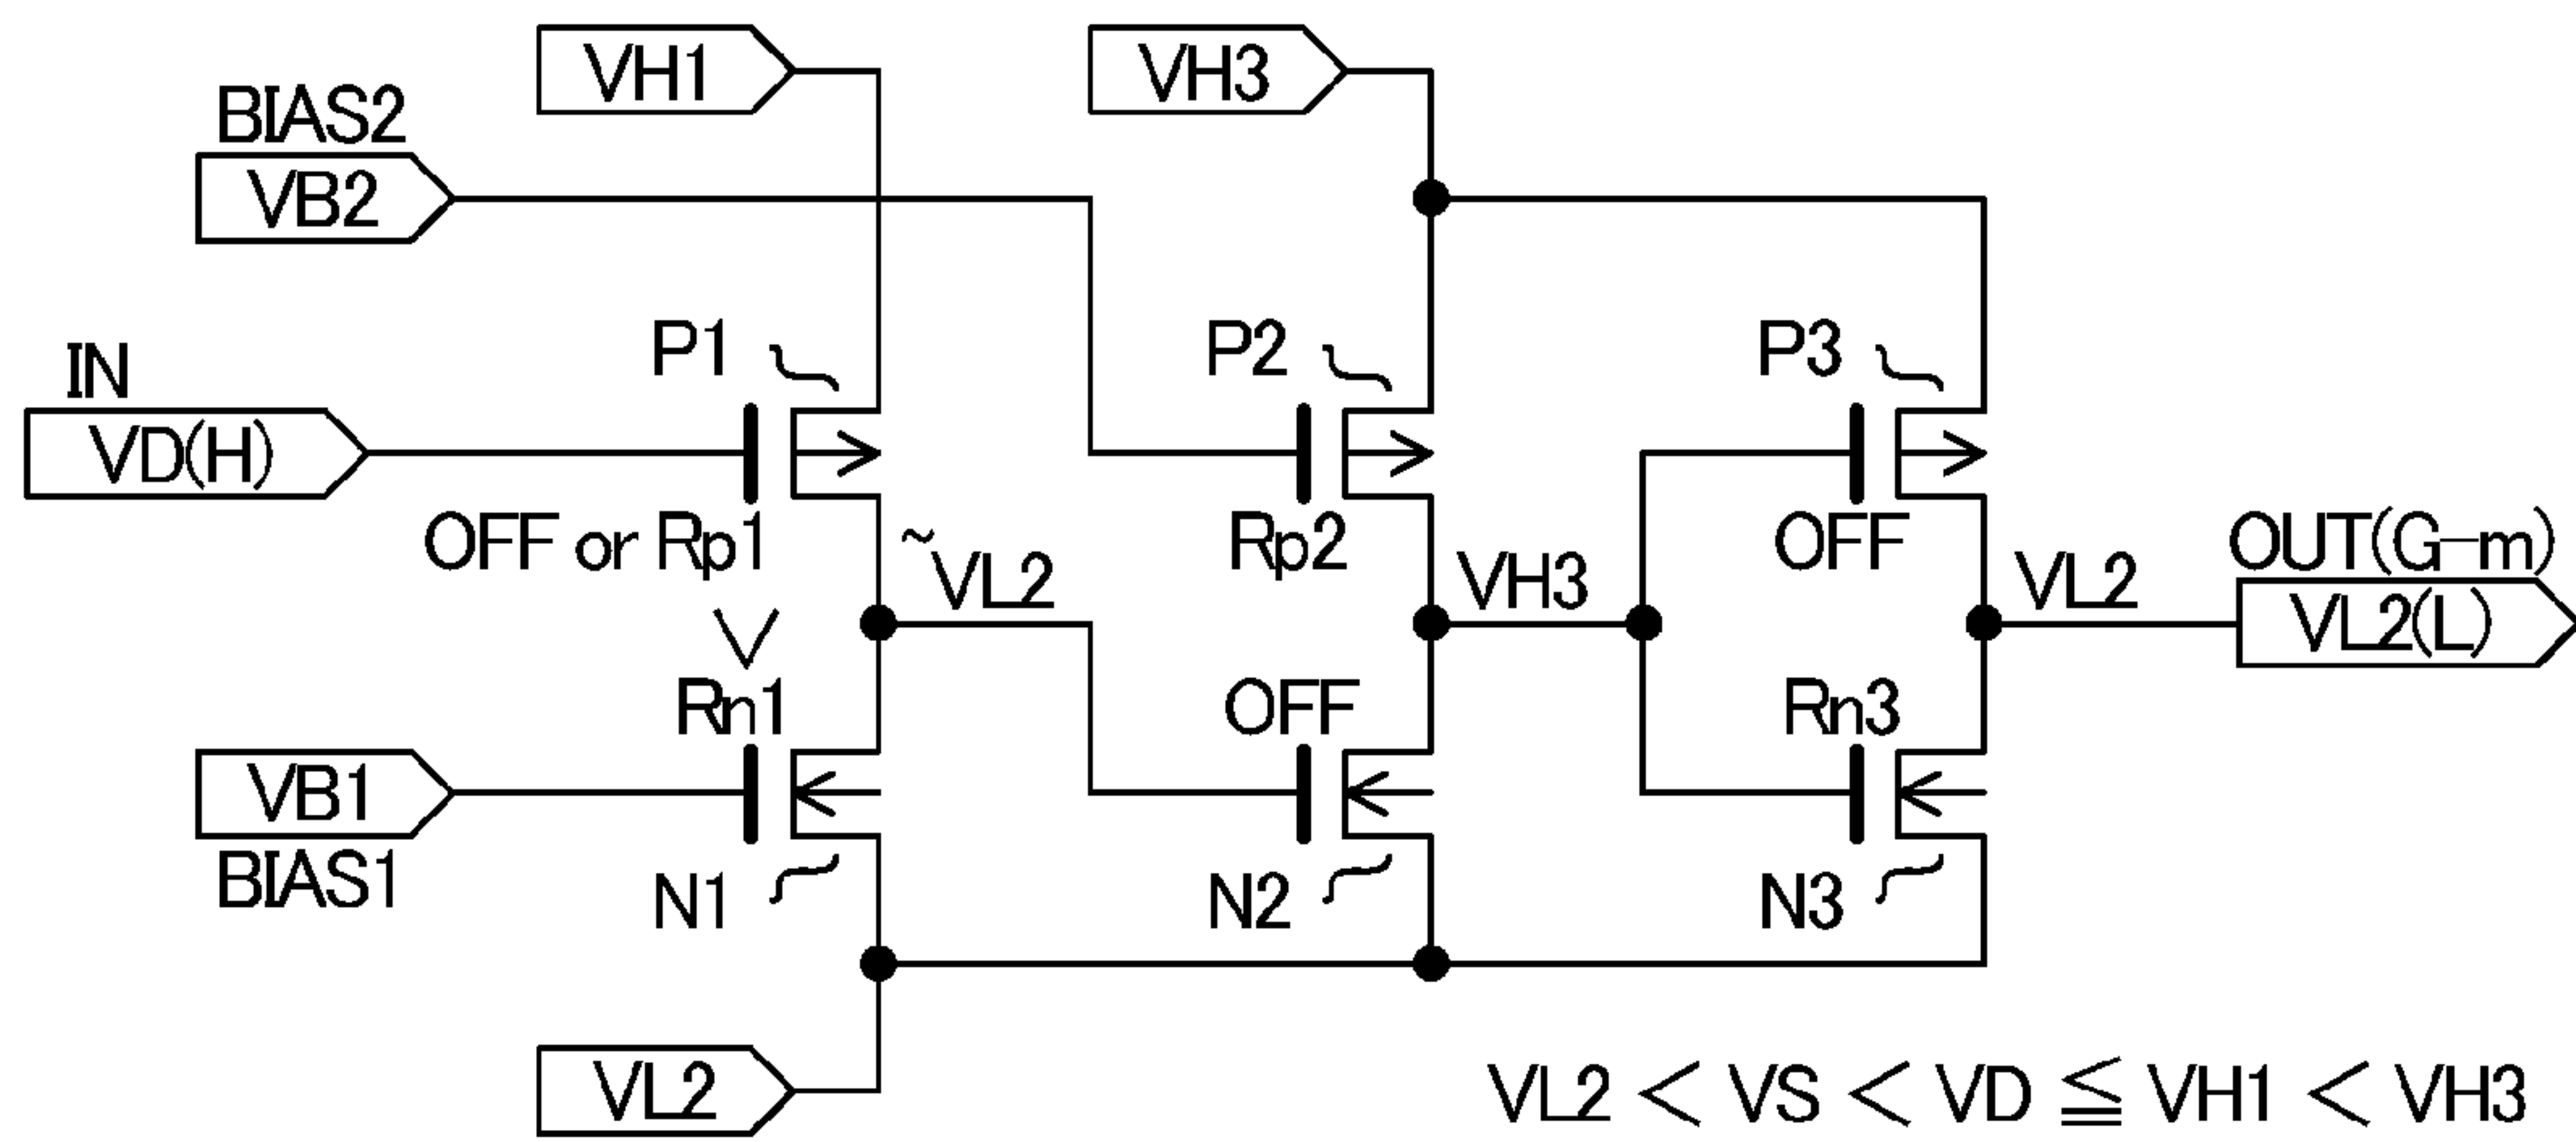 VH1
VH3
BIAS2
VB2
P1
P2
P3
IN
VD(H)
OFF or Rp1
~VL2
Rp2
VH3
OFF
VL2
OUT(G-m)
VL2(L)
∨
Rn1
OFF
Rn3
VB1
BIAS1
N1
N2
N3
VL2
VL2 < VS < VD ≦ VH1 < VH3